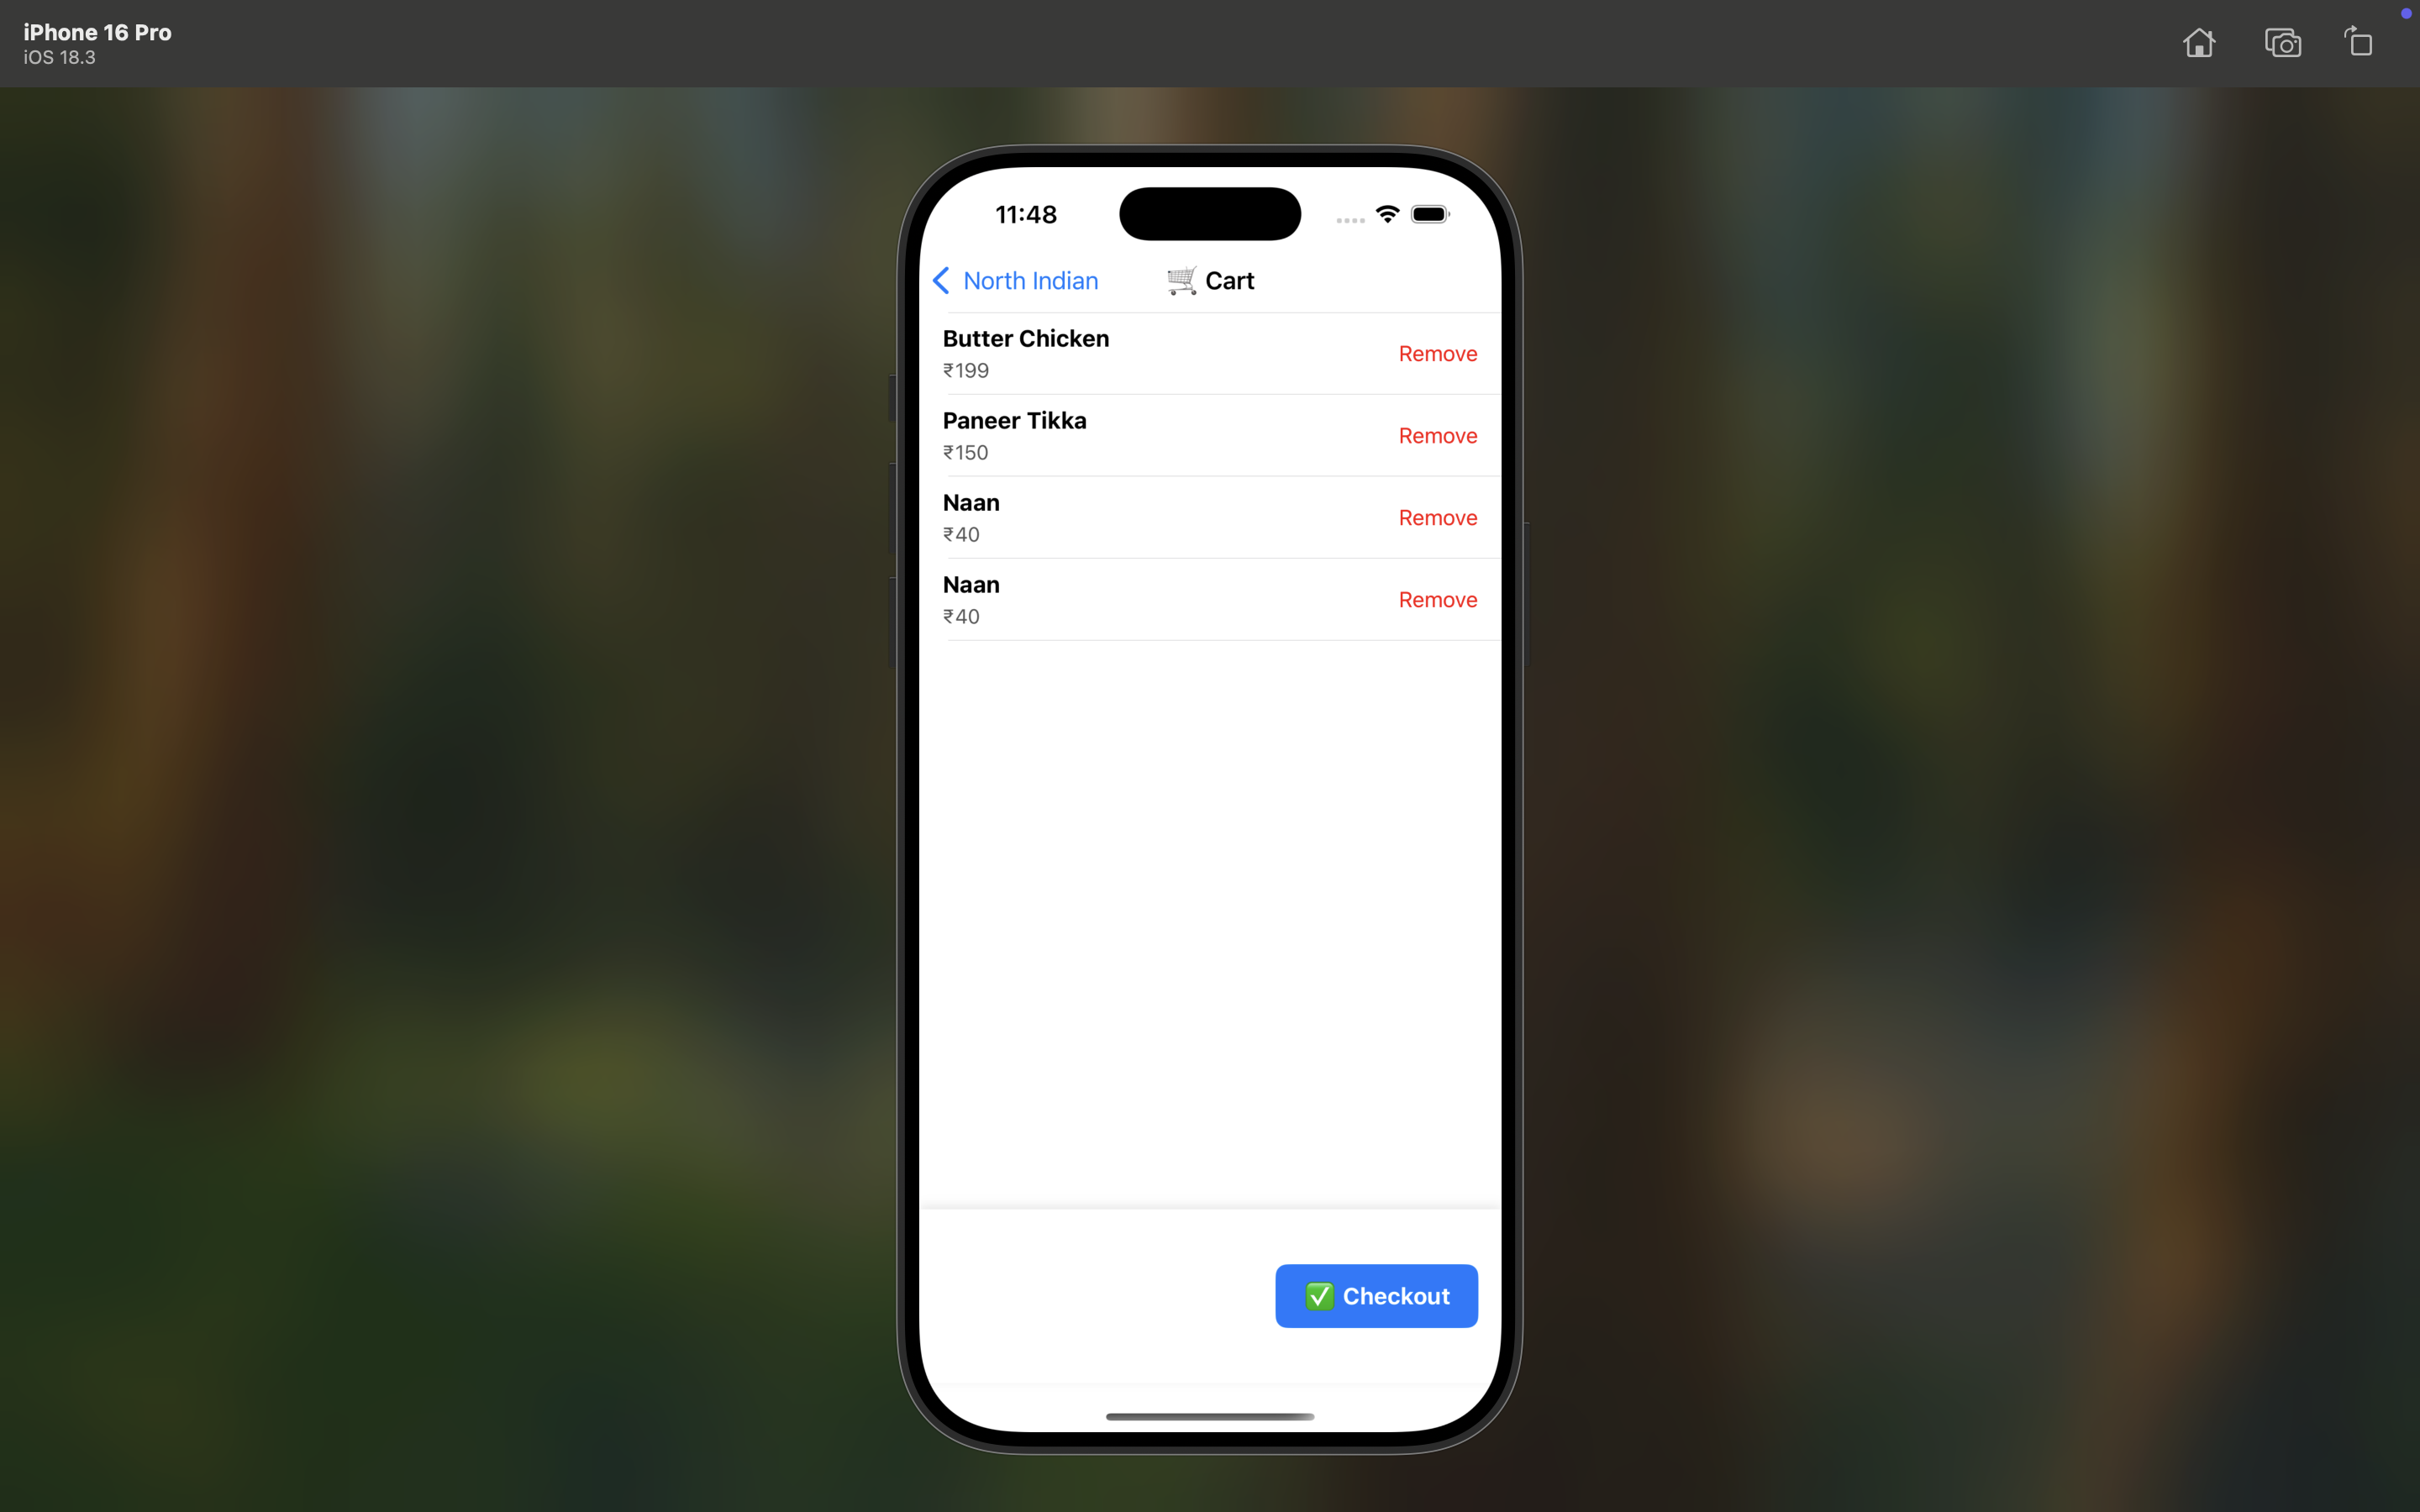 iPhone 16 Pro
iOS 18.3
11:48
North Indian
🛒 Cart
Butter Chicken
₹199
Remove
Paneer Tikka
₹150
Remove
Naan
₹40
Remove
Naan
₹40
Remove
✅ Checkout